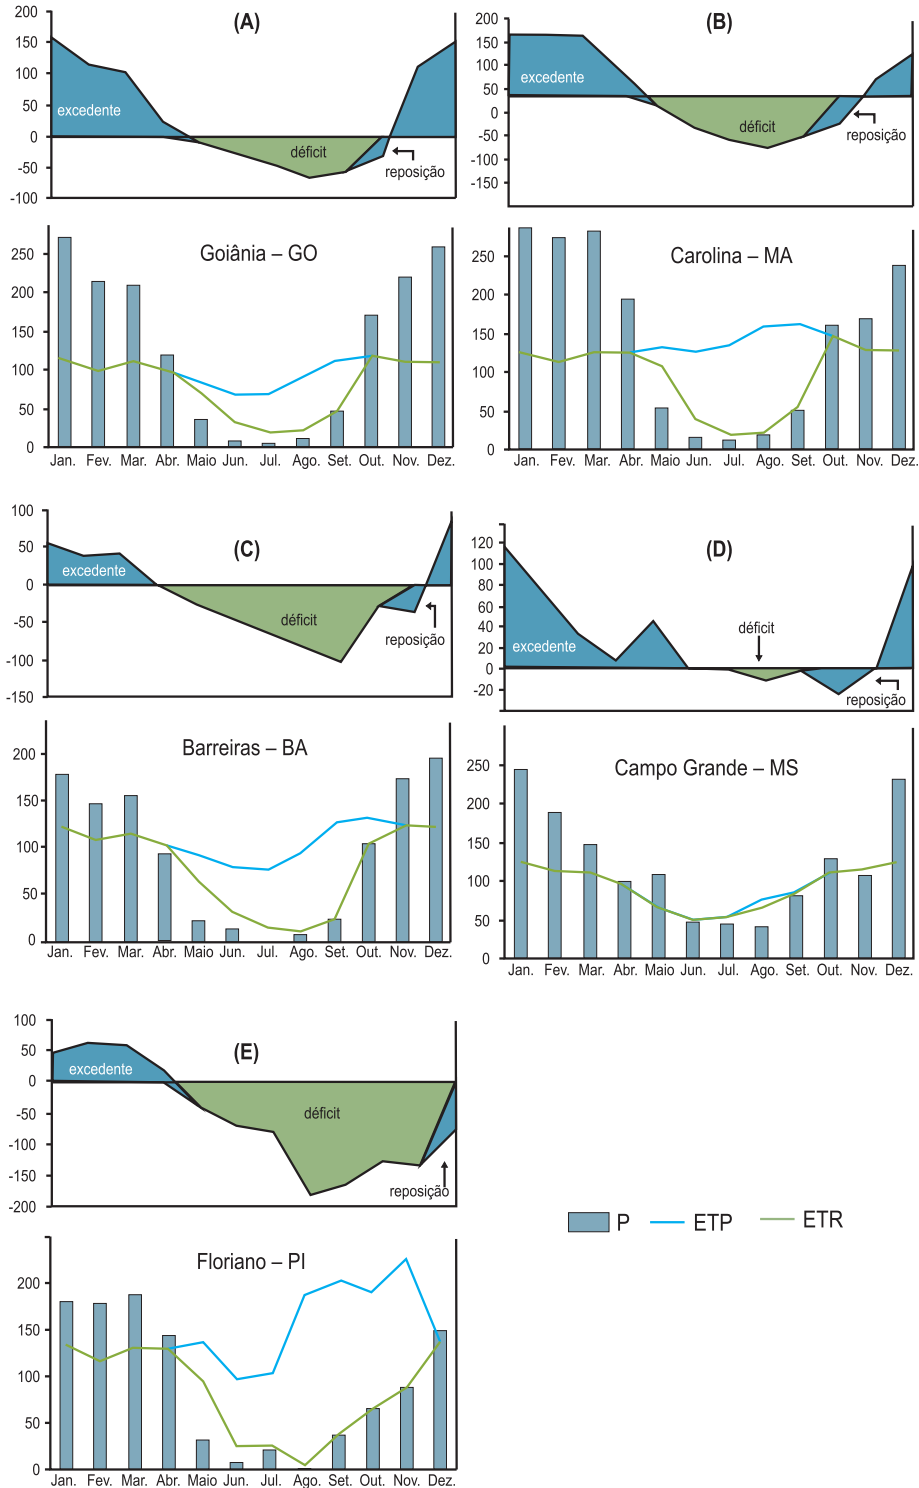 (A)
200
150
100
50
0
-50
-100
excedente
déficit
reposição
Goiânia – GO
250
200
150
100
50
0
Jan. Fev. Mar. Abr. Maio Jun. Jul. Ago. Set. Out. Nov. Dez.
(B)
200
150
100
50
0
-50
-100
-150
excedente
déficit
reposição
Carolina – MA
250
200
150
100
50
0
Jan. Fev. Mar. Abr. Maio Jun. Jul. Ago. Set. Out. Nov. Dez.
(C)
100
50
0
-50
-100
-150
excedente
déficit
reposição
Barreiras – BA
200
150
100
50
0
Jan. Fev. Mar. Abr. Maio Jun. Jul. Ago. Set. Out. Nov. Dez.
(D)
120
100
80
60
40
20
0
-20
déficit
excedente
reposição
Campo Grande – MS
250
200
150
100
50
0
Jan. Fev. Mar. Abr. Maio Jun. Jul. Ago. Set. Out. Nov. Dez.
(E)
100
50
0
-50
-100
-150
-200
excedente
déficit
reposição
Floriano – PI
200
150
100
50
0
Jan. Fev. Mar. Abr. Maio Jun. Jul. Ago. Set. Out. Nov. Dez.
P ETP ETR